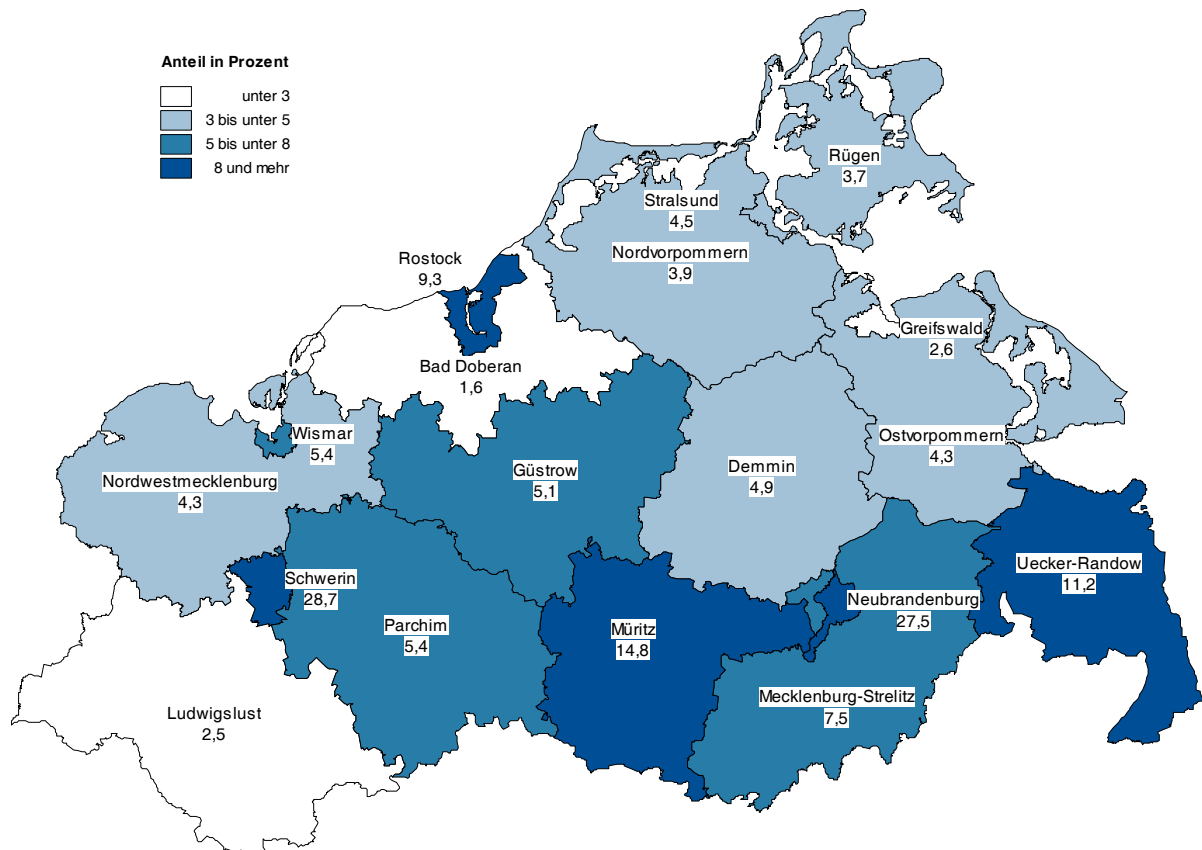 Anteil in Prozent
unter 3
3 bis unter 5
5 bis unter 8
8 und mehr
Rügen
3,7
Stralsund
4,5
Nordvorpommern
3,9
Rostock
9,3
Greifswald
2,6
Bad Doberan
1,6
Wismar
5,4
Ostvorpommern
4,3
Güstrow
5,1
Demmin
4,9
Nordwestmecklenburg
4,3
Uecker-Randow
11,2
Schwerin
28,7
Neubrandenburg
27,5
Parchim
5,4
Müritz
14,8
Mecklenburg-Strelitz
7,5
Ludwigslust
2,5